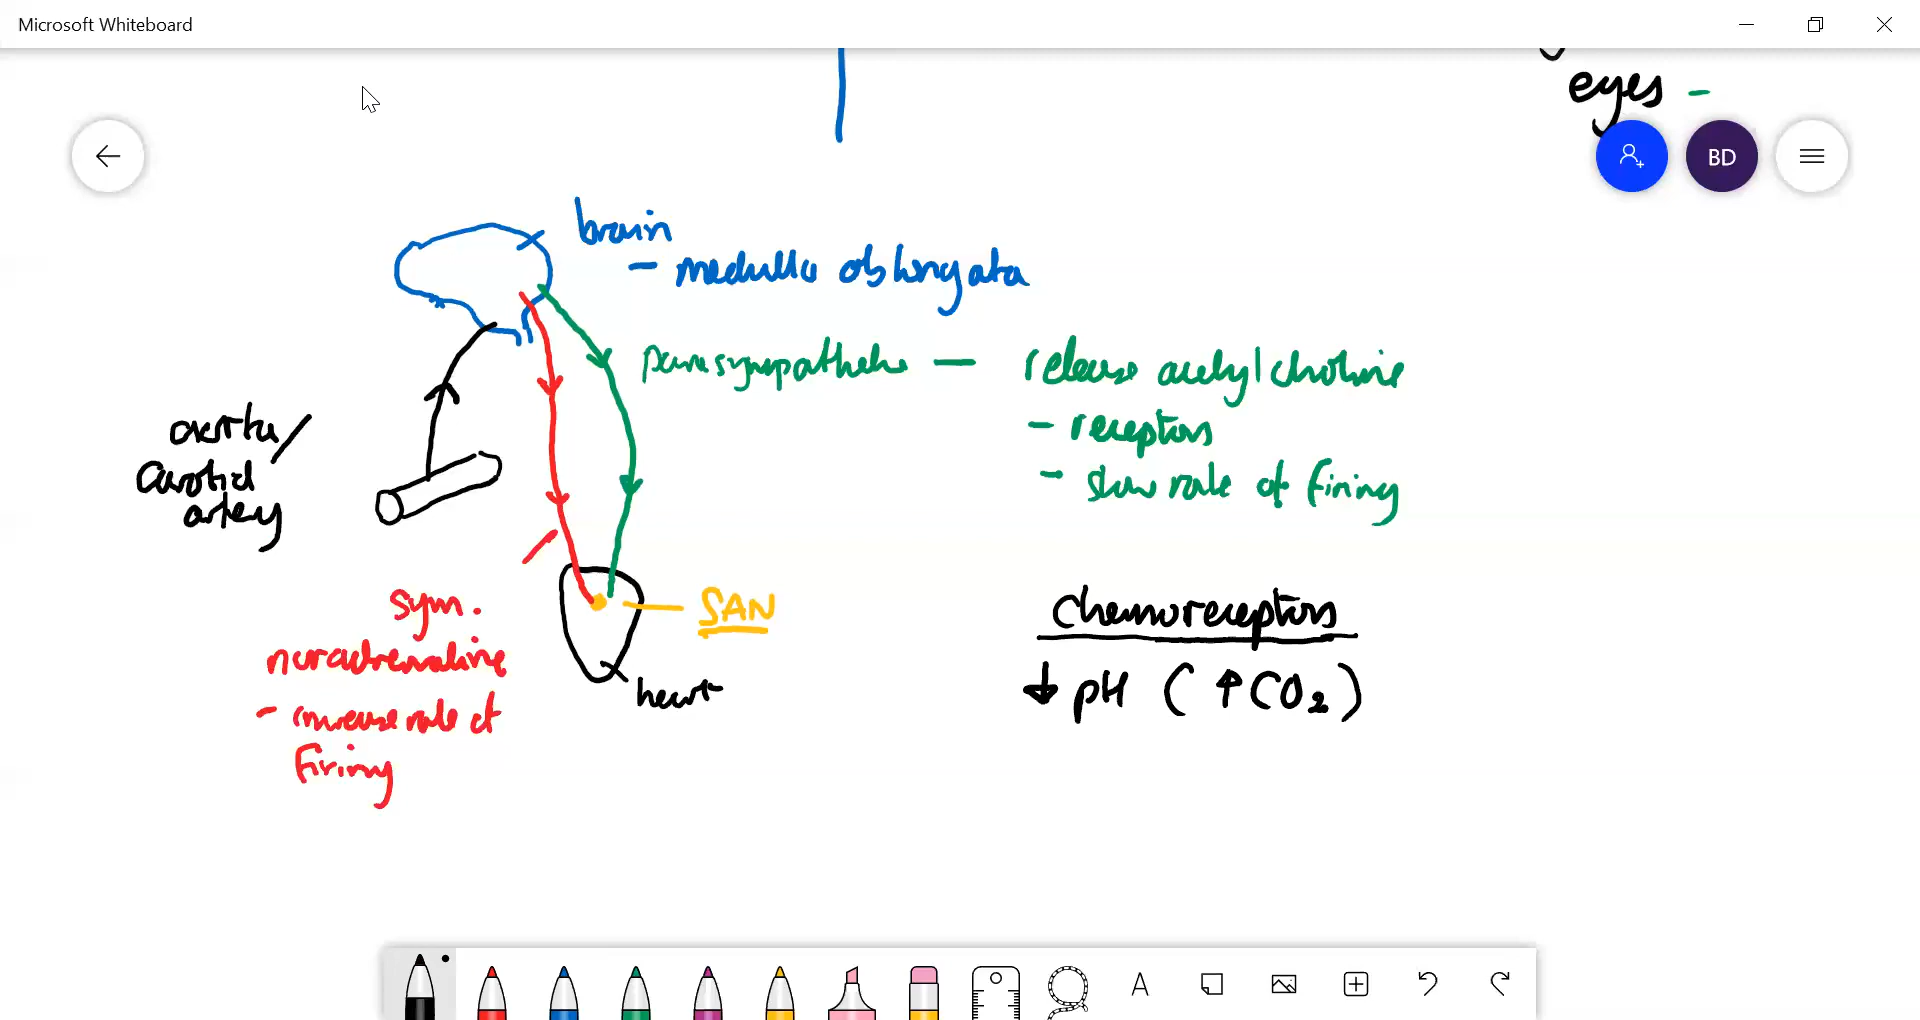 Microsoft Whiteboard
eyes -
BD
brain
- medulla oblongata
parasympathetic — release acetylcholine
- receptors
- slow rate of firing
aorta/
Carotid
artery
SAN
sym.
noradrenaline
- increase rate of
firing
heart
Chemoreceptors
↓ pH ( ↑ CO₂ )
A